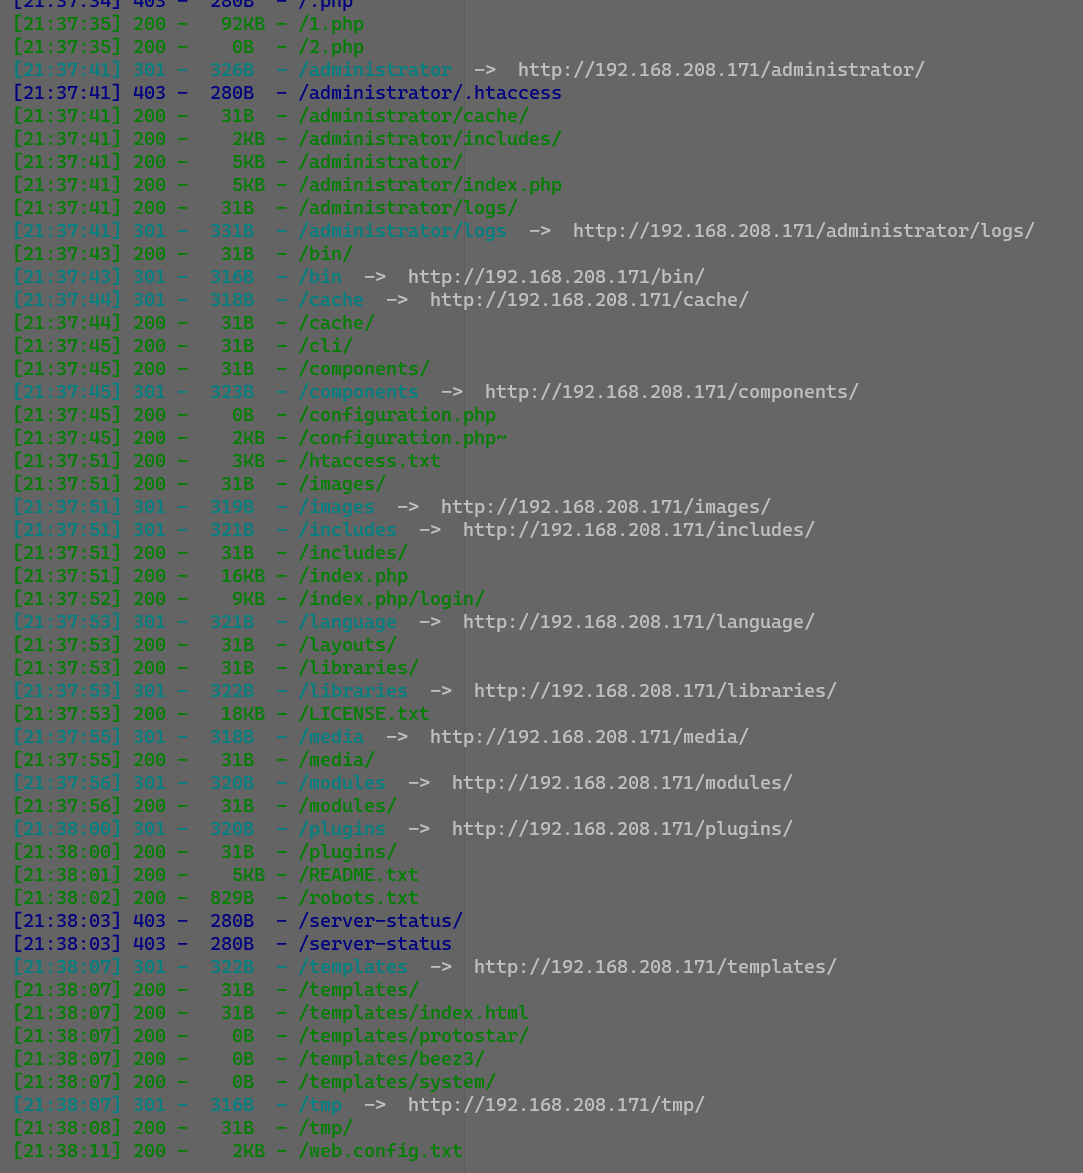 [21:37:34] 403 -  280B  - /.php
[21:37:35] 200 -   92KB - /1.php
[21:37:35] 200 -    0B  - /2.php
[21:37:41] 301 -  326B  - /administrator  ->  http://192.168.208.171/administrator/
[21:37:41] 403 -  280B  - /administrator/.htaccess
[21:37:41] 200 -   31B  - /administrator/cache/
[21:37:41] 200 -    2KB - /administrator/includes/
[21:37:41] 200 -    5KB - /administrator/
[21:37:41] 200 -    5KB - /administrator/index.php
[21:37:41] 200 -   31B  - /administrator/logs/
[21:37:41] 301 -  331B  - /administrator/logs  ->  http://192.168.208.171/administrator/logs/
[21:37:43] 200 -   31B  - /bin/
[21:37:43] 301 -  316B  - /bin  ->  http://192.168.208.171/bin/
[21:37:44] 301 -  318B  - /cache  ->  http://192.168.208.171/cache/
[21:37:44] 200 -   31B  - /cache/
[21:37:45] 200 -   31B  - /cli/
[21:37:45] 200 -   31B  - /components/
[21:37:45] 301 -  323B  - /components  ->  http://192.168.208.171/components/
[21:37:45] 200 -    0B  - /configuration.php
[21:37:45] 200 -    2KB - /configuration.php~
[21:37:51] 200 -    3KB - /htaccess.txt
[21:37:51] 200 -   31B  - /images/
[21:37:51] 301 -  319B  - /images  ->  http://192.168.208.171/images/
[21:37:51] 301 -  321B  - /includes  ->  http://192.168.208.171/includes/
[21:37:51] 200 -   31B  - /includes/
[21:37:51] 200 -   16KB - /index.php
[21:37:52] 200 -    9KB - /index.php/login/
[21:37:53] 301 -  321B  - /language  ->  http://192.168.208.171/language/
[21:37:53] 200 -   31B  - /layouts/
[21:37:53] 200 -   31B  - /libraries/
[21:37:53] 301 -  322B  - /libraries  ->  http://192.168.208.171/libraries/
[21:37:53] 200 -   18KB - /LICENSE.txt
[21:37:55] 301 -  318B  - /media  ->  http://192.168.208.171/media/
[21:37:55] 200 -   31B  - /media/
[21:37:56] 301 -  320B  - /modules  ->  http://192.168.208.171/modules/
[21:37:56] 200 -   31B  - /modules/
[21:38:00] 301 -  320B  - /plugins  ->  http://192.168.208.171/plugins/
[21:38:00] 200 -   31B  - /plugins/
[21:38:01] 200 -    5KB - /README.txt
[21:38:02] 200 -  829B  - /robots.txt
[21:38:03] 403 -  280B  - /server-status/
[21:38:03] 403 -  280B  - /server-status
[21:38:07] 301 -  322B  - /templates  ->  http://192.168.208.171/templates/
[21:38:07] 200 -   31B  - /templates/
[21:38:07] 200 -   31B  - /templates/index.html
[21:38:07] 200 -    0B  - /templates/protostar/
[21:38:07] 200 -    0B  - /templates/beez3/
[21:38:07] 200 -    0B  - /templates/system/
[21:38:07] 301 -  316B  - /tmp  ->  http://192.168.208.171/tmp/
[21:38:08] 200 -   31B  - /tmp/
[21:38:11] 200 -    2KB - /web.config.txt